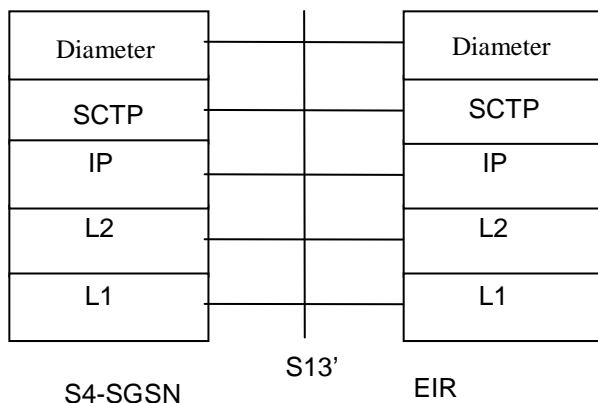 Diameter Diameter
SCTP SCTP
IP IP
L2 L2
L1 L1
S13’
S4-SGSN EIR